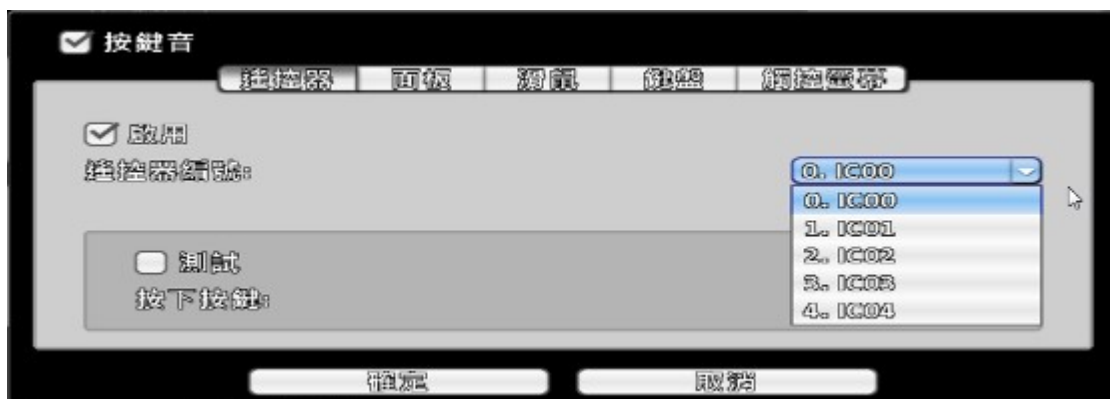 按鍵音
遙控器 面板 滑鼠 鍵盤 觸控螢幕
啟用
遙控器編號:
0. IC00
0. IC00
1. IC01
2. IC02
3. IC03
4. IC04
測試
按下按鍵:
確定 取消